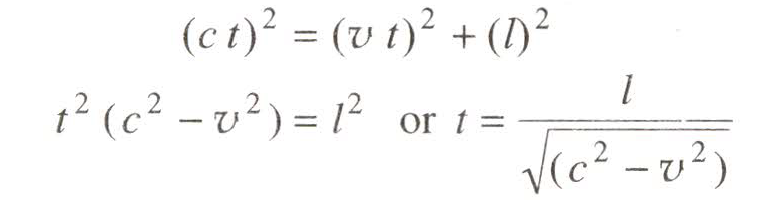 (c t)² = (v t)² + (l)²
t² (c² − v²) = l² or t = l / √(c² − v²)